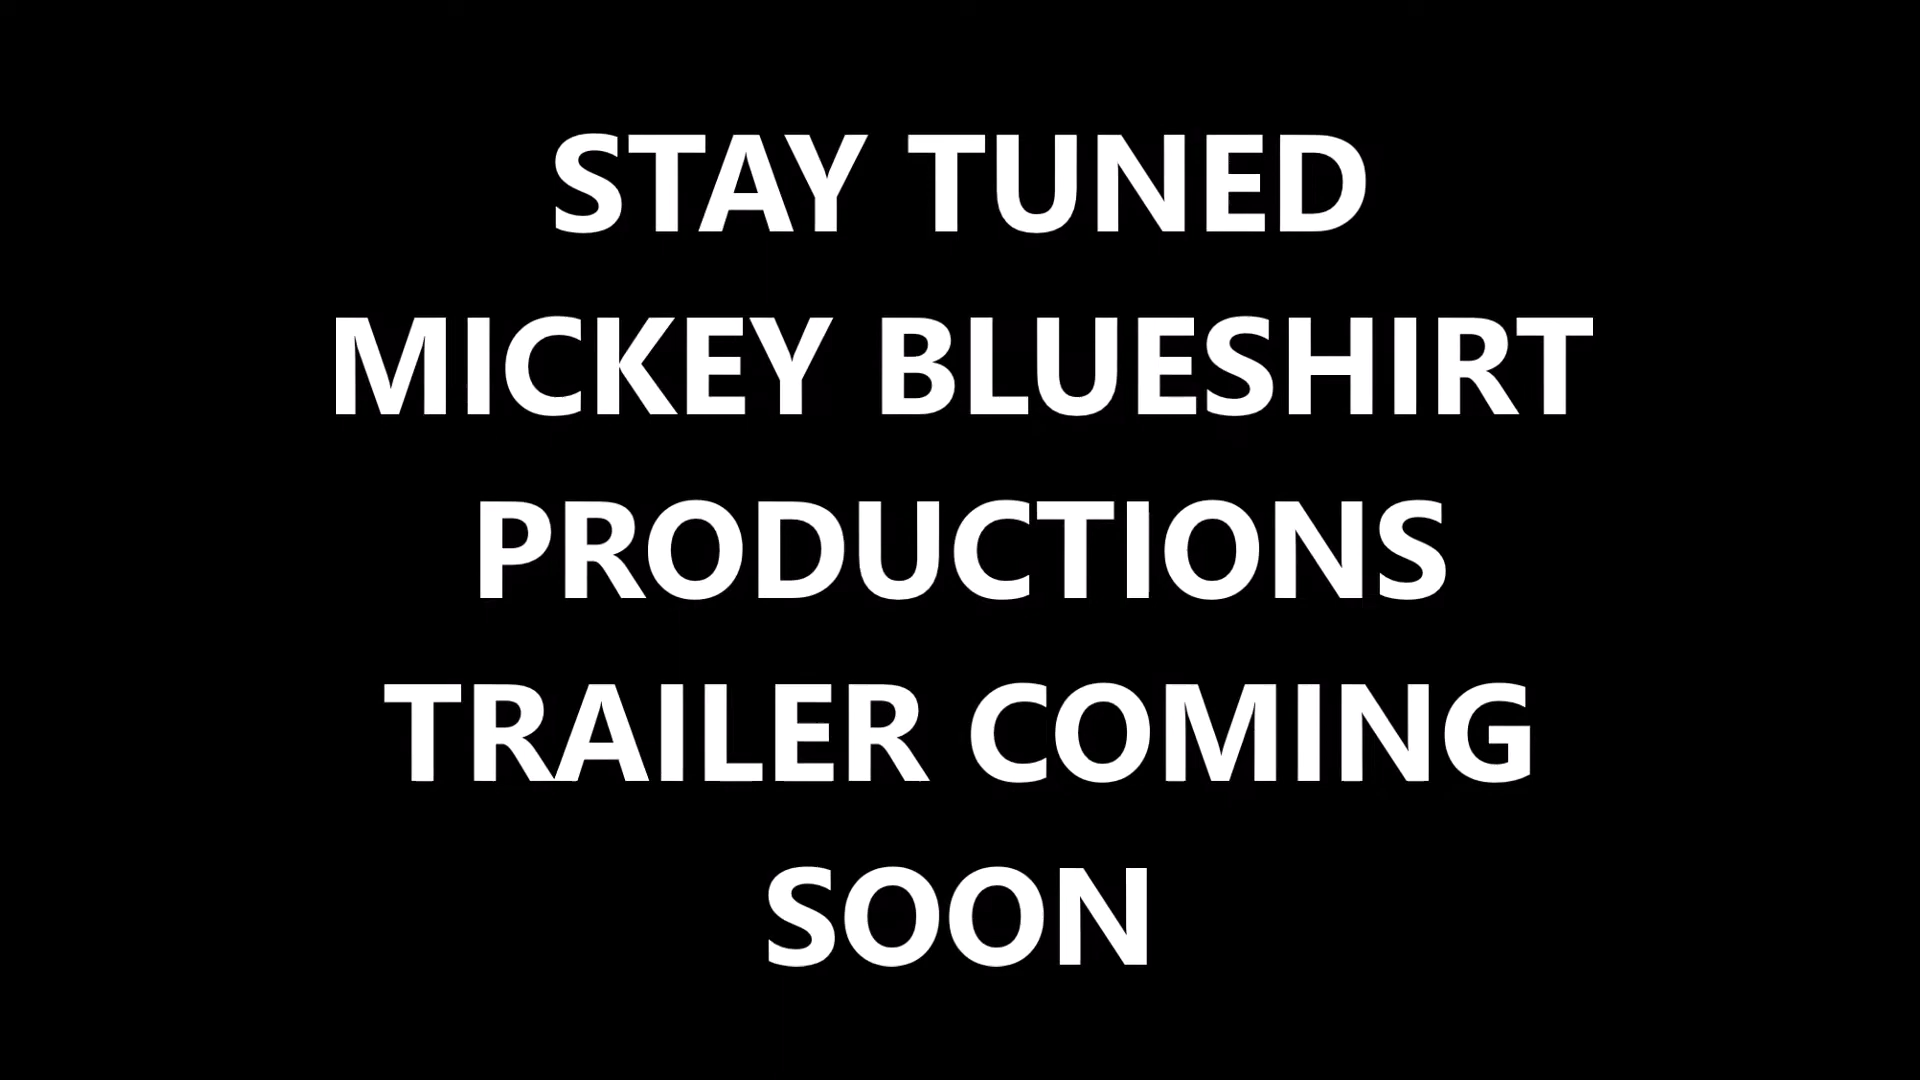 STAY TUNED
MICKEY BLUESHIRT
PRODUCTIONS
TRAILER COMING
SOON